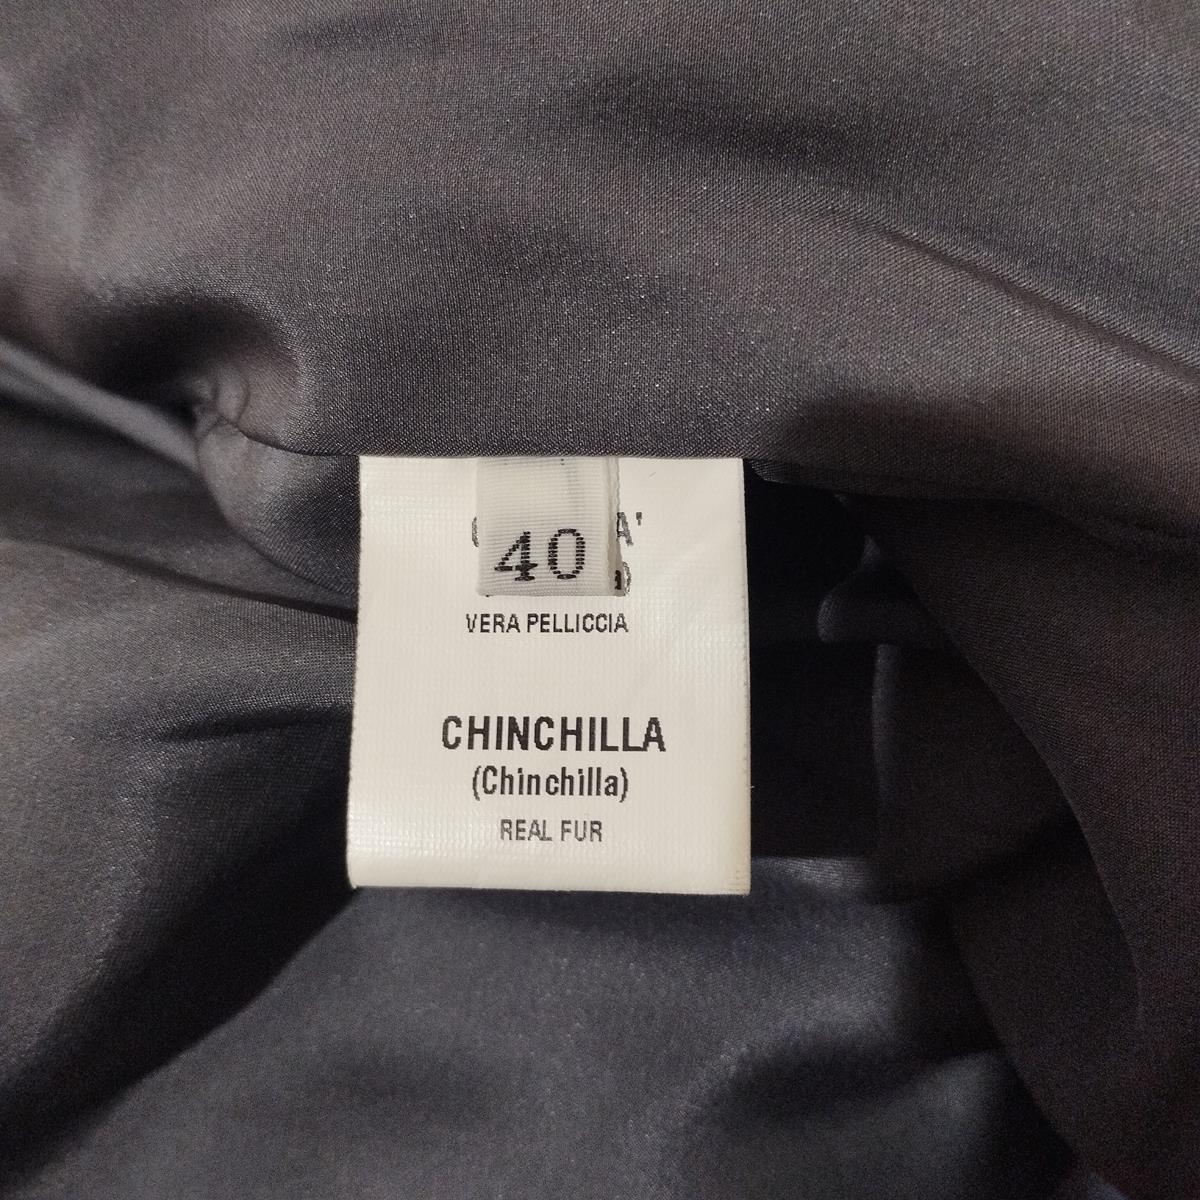 40
VERA PELLICCIA
CHINCHILLA
(Chinchilla)
REAL FUR